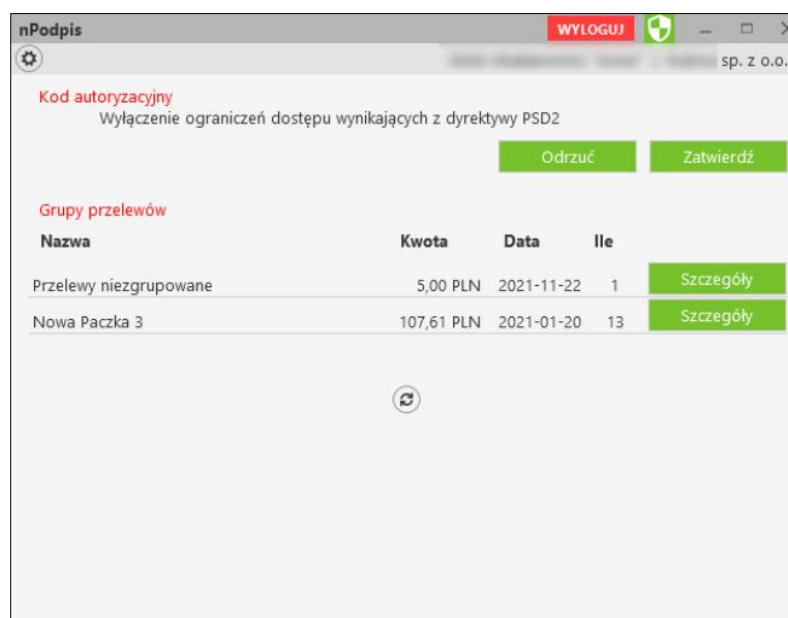 nPodpis WYLOGUJ
sp. z o.o.
Kod autoryzacyjny
Wyłączenie ograniczeń dostępu wynikających z dyrektywy PSD2
Odrzuć Zatwierdź
Grupy przelewów
Nazwa Kwota Data Ile
Przelewy niezgrupowane 5,00 PLN 2021-11-22 1 Szczegóły
Nowa Paczka 3 107,61 PLN 2021-01-20 13 Szczegóły